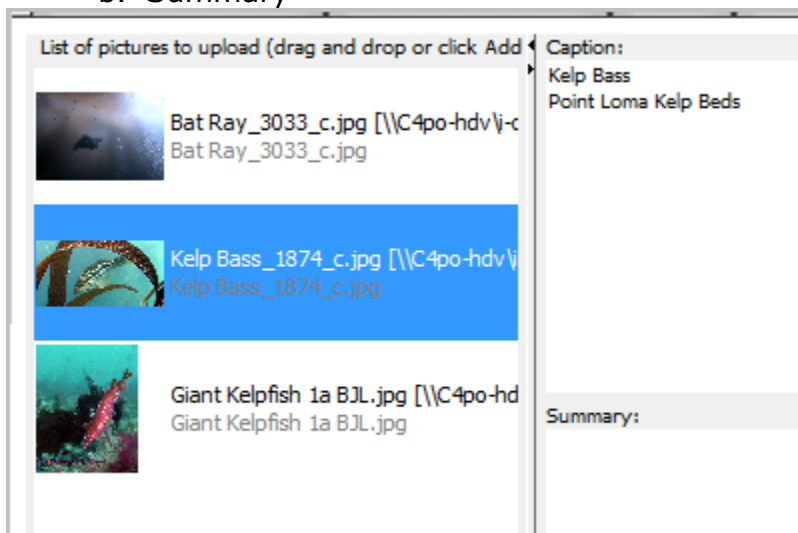 b. Summary
List of pictures to upload (drag and drop or click Add
Bat Ray_3033_c.jpg [\\C4po-hdv\i-c
Bat Ray_3033_c.jpg
Kelp Bass_1874_c.jpg [\\C4po-hdv\
Kelp Bass_1874_c.jpg
Giant Kelpfish 1a BJL.jpg [\\C4po-hd
Giant Kelpfish 1a BJL.jpg
Caption:
Kelp Bass
Point Loma Kelp Beds
Summary: